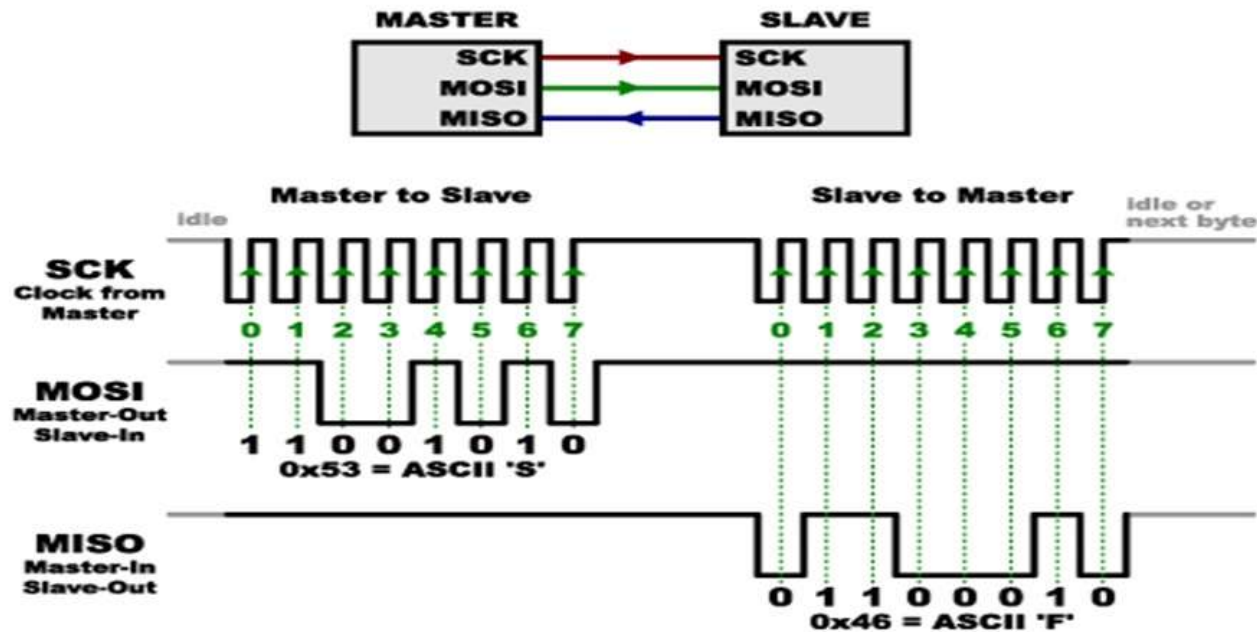 MASTER SLAVE
SCK SCK
MOSI MOSI
MISO MISO
Master to Slave Slave to Master
idle
idle or
next byte
SCK
Clock from
Master
0 1 2 3 4 5 6 7 0 1 2 3 4 5 6 7
MOSI
Master-Out
Slave-In
1 1 0 0 1 0 1 0
0x53 = ASCII 'S'
MISO
Master-In
Slave-Out
0 1 1 0 0 0 1 0
0x46 = ASCII 'F'